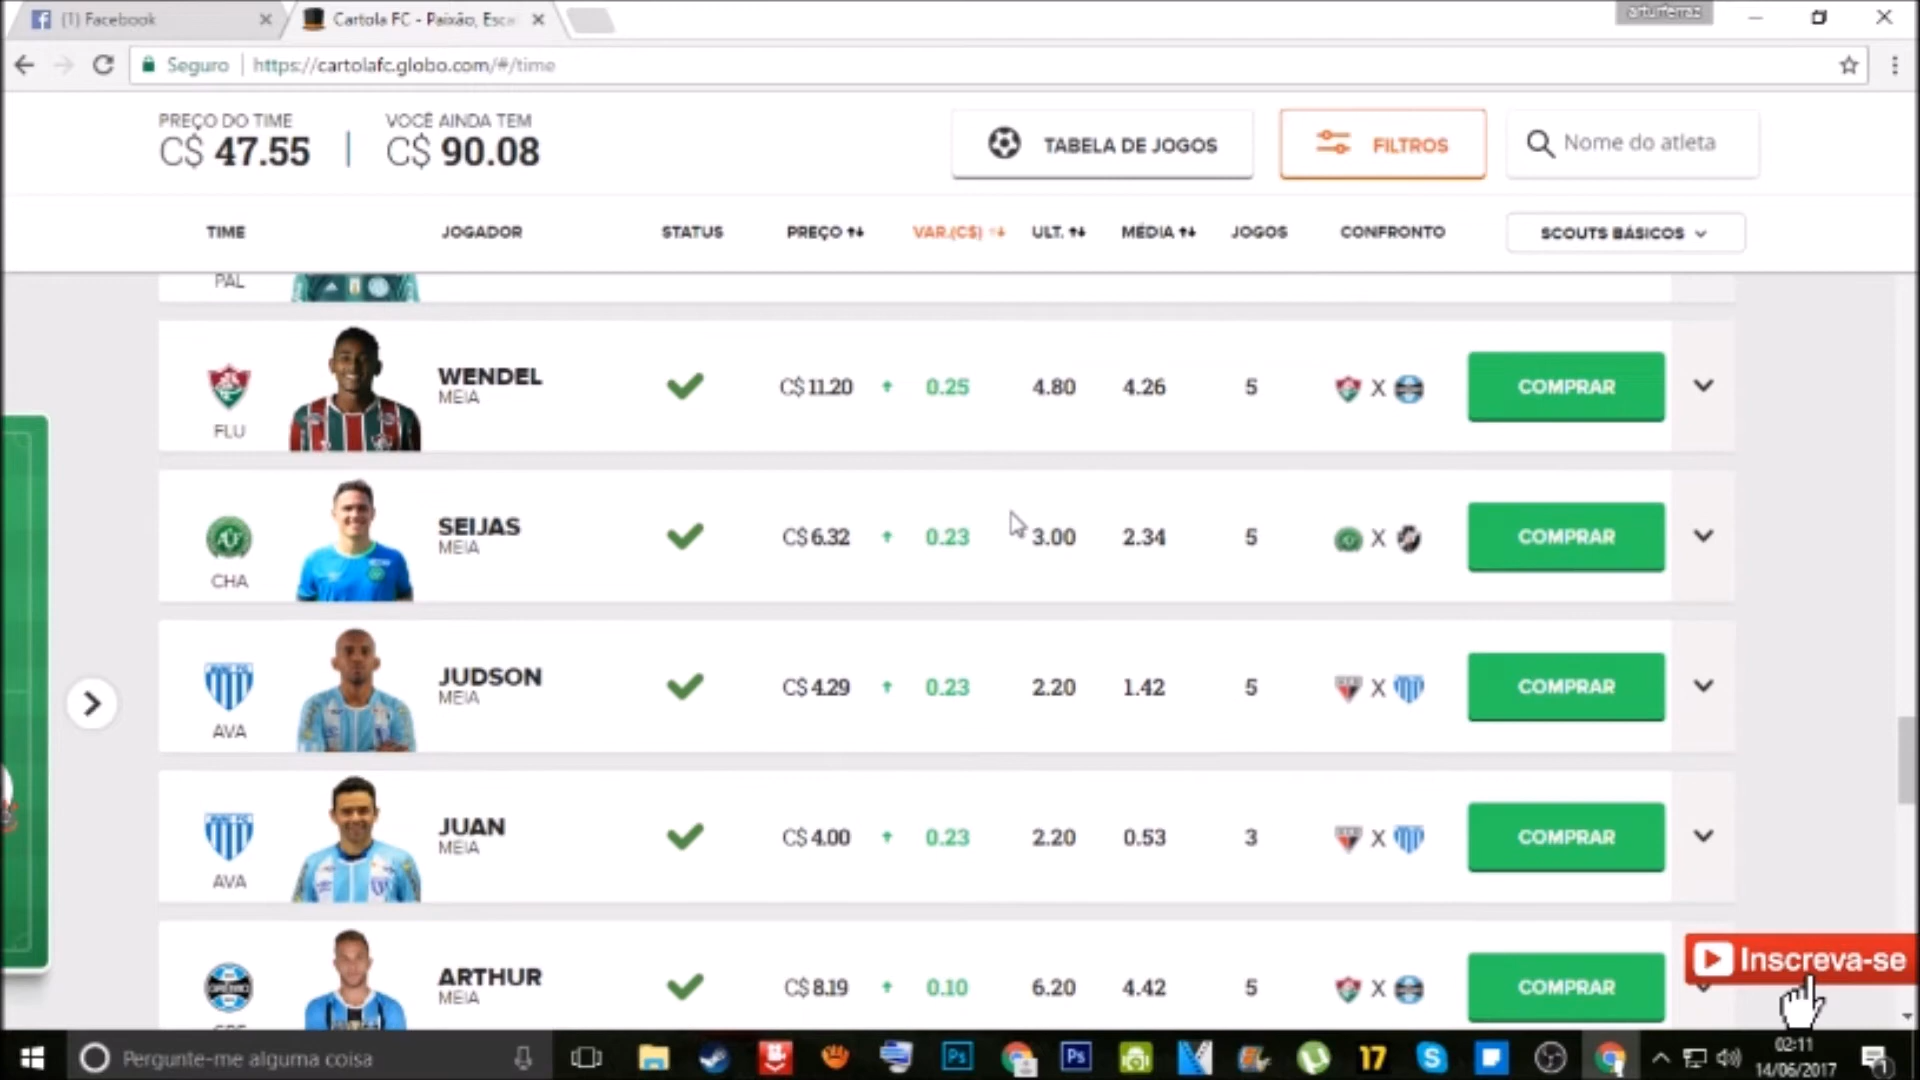 (1) Facebook
Cartola FC - Paixão, Esca
arturferraz
Seguro | https://cartolafc.globo.com/#/time
PREÇO DO TIME
C$ 47.55
VOCÊ AINDA TEM
C$ 90.08
TABELA DE JOGOS
FILTROS
Nome do atleta
TIME JOGADOR STATUS PREÇO VAR.(C$) ULT. MÉDIA JOGOS CONFRONTO SCOUTS BÁSICOS
PAL
FLU WENDEL MEIA C$ 11.20 0.25 4.80 4.26 5 X COMPRAR
CHA SEIJAS MEIA C$ 6.32 0.23 3.00 2.34 5 X COMPRAR
AVA JUDSON MEIA C$ 4.29 0.23 2.20 1.42 5 X COMPRAR
AVA JUAN MEIA C$ 4.00 0.23 2.20 0.53 3 X COMPRAR
ARTHUR MEIA C$ 8.19 0.10 6.20 4.42 5 X COMPRAR
Inscreva-se
Pergunte-me alguma coisa
Ps
Ps
17
02:11
14/06/2017
1